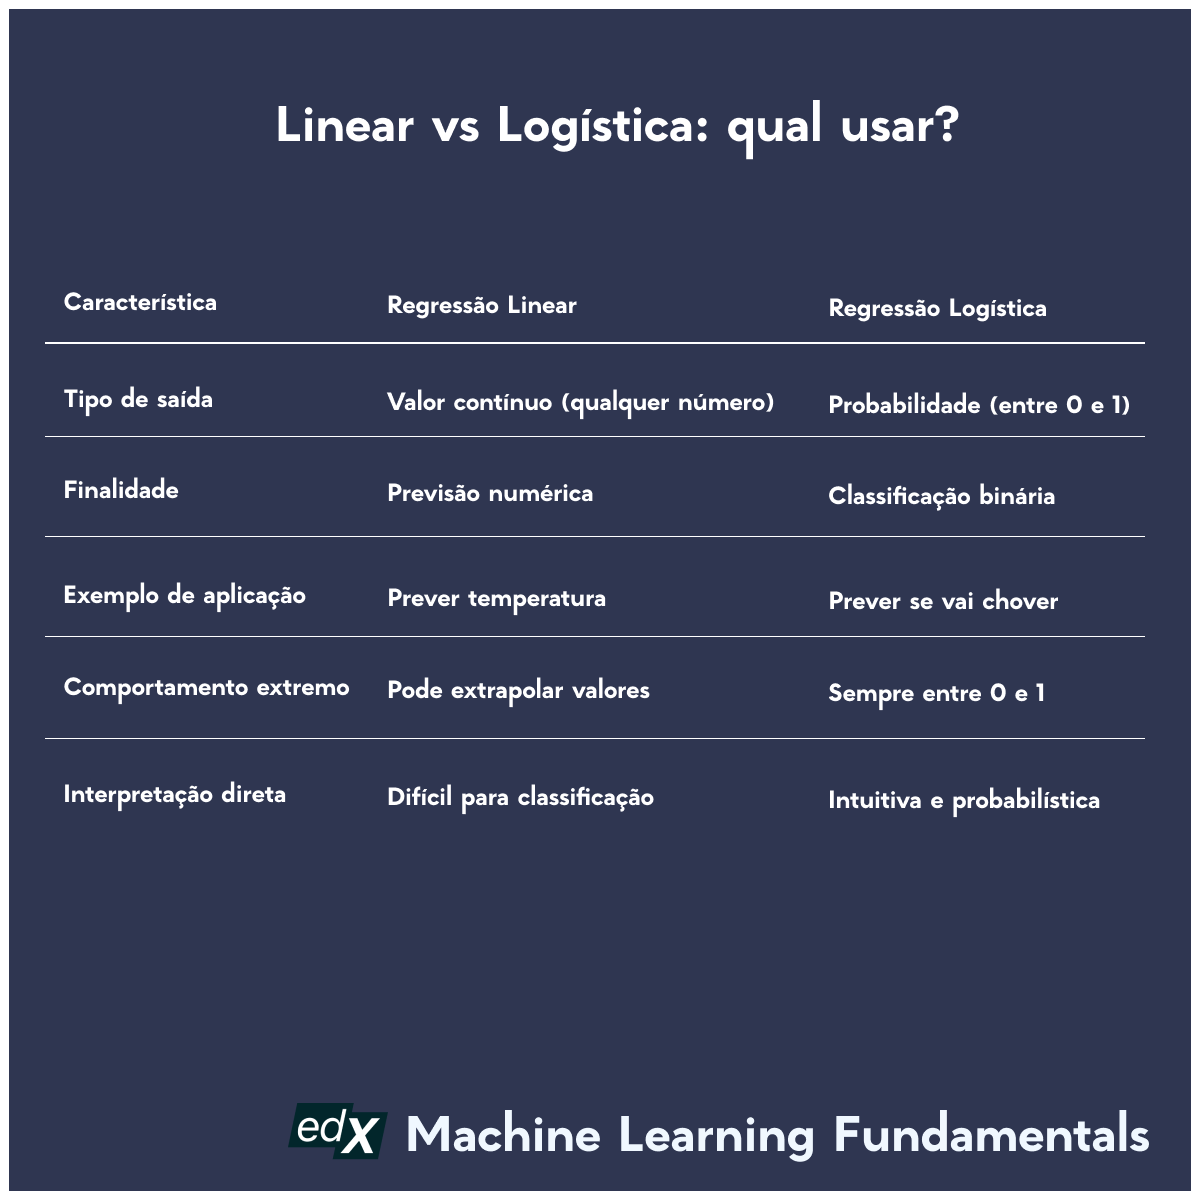 Linear vs Logística: qual usar?
Característica Regressão Linear Regressão Logística
Tipo de saída Valor contínuo (qualquer número) Probabilidade (entre 0 e 1)
Finalidade Previsão numérica Classificação binária
Exemplo de aplicação Prever temperatura Prever se vai chover
Comportamento extremo Pode extrapolar valores Sempre entre 0 e 1
Interpretação direta Difícil para classificação Intuitiva e probabilística
edX Machine Learning Fundamentals